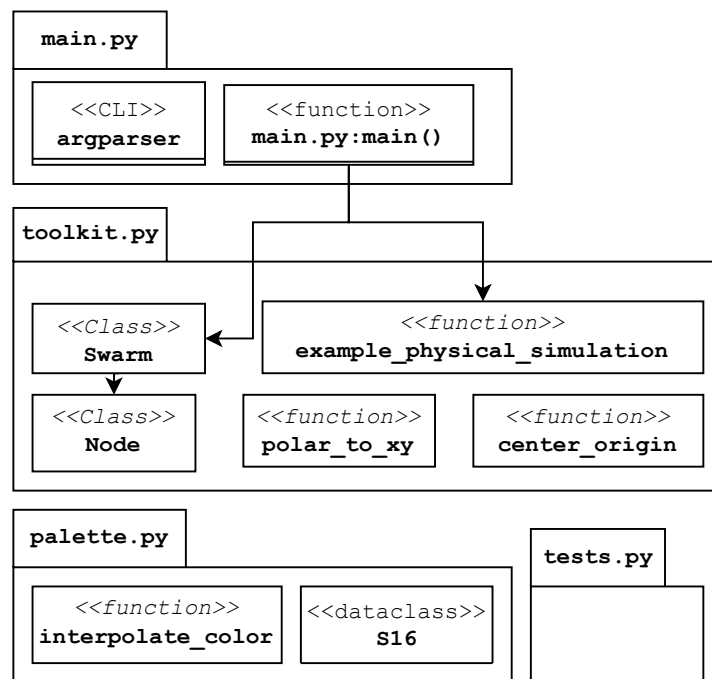 main.py
<<CLI>>
argparser
<<function>>
main.py:main()
toolkit.py
<<Class>>
Swarm
<<function>>
example_physical_simulation
<<Class>>
Node
<<function>>
polar_to_xy
<<function>>
center_origin
palette.py
<<function>>
interpolate_color
<<dataclass>>
S16
tests.py